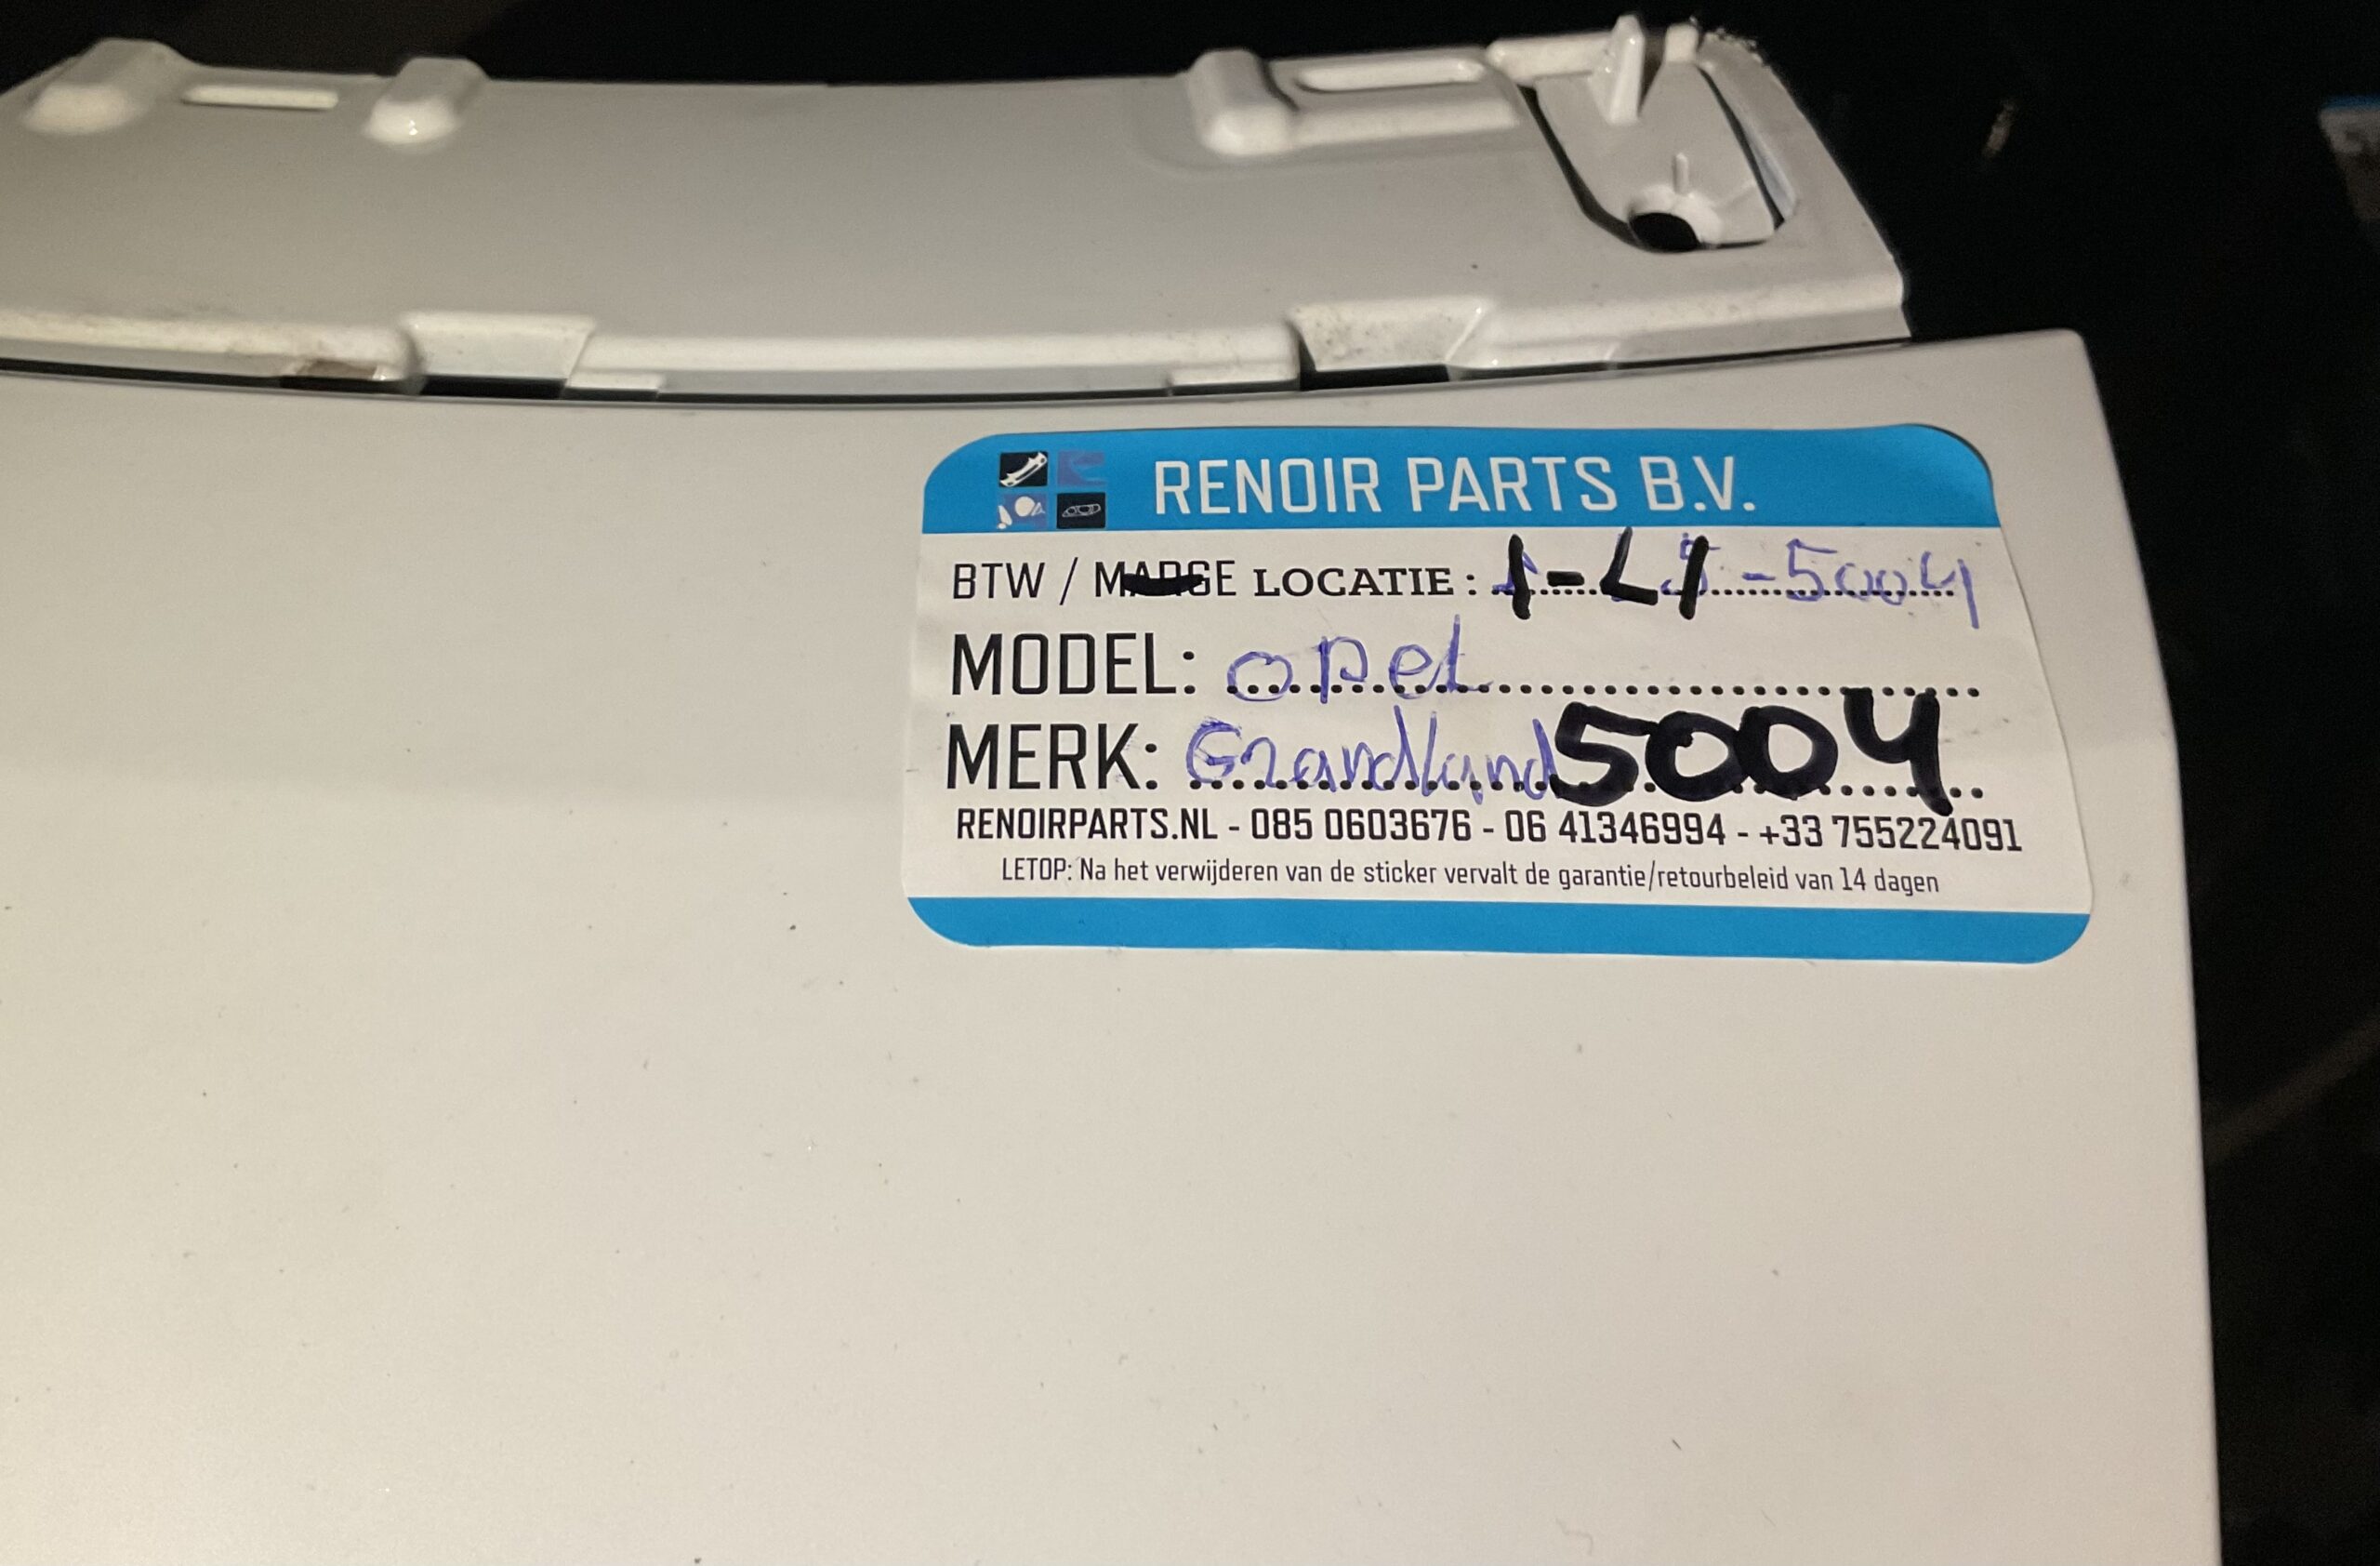 RENOIR PARTS B.V.
BTW / MARGE LOCATIE : 1-L1 -5004
MODEL: opel
MERK: Grandland 5004
RENOIRPARTS.NL - 085 0603676 - 06 41346994 - +33 755224091
LETOP: Na het verwijderen van de sticker vervalt de garantie/retourbeleid van 14 dagen